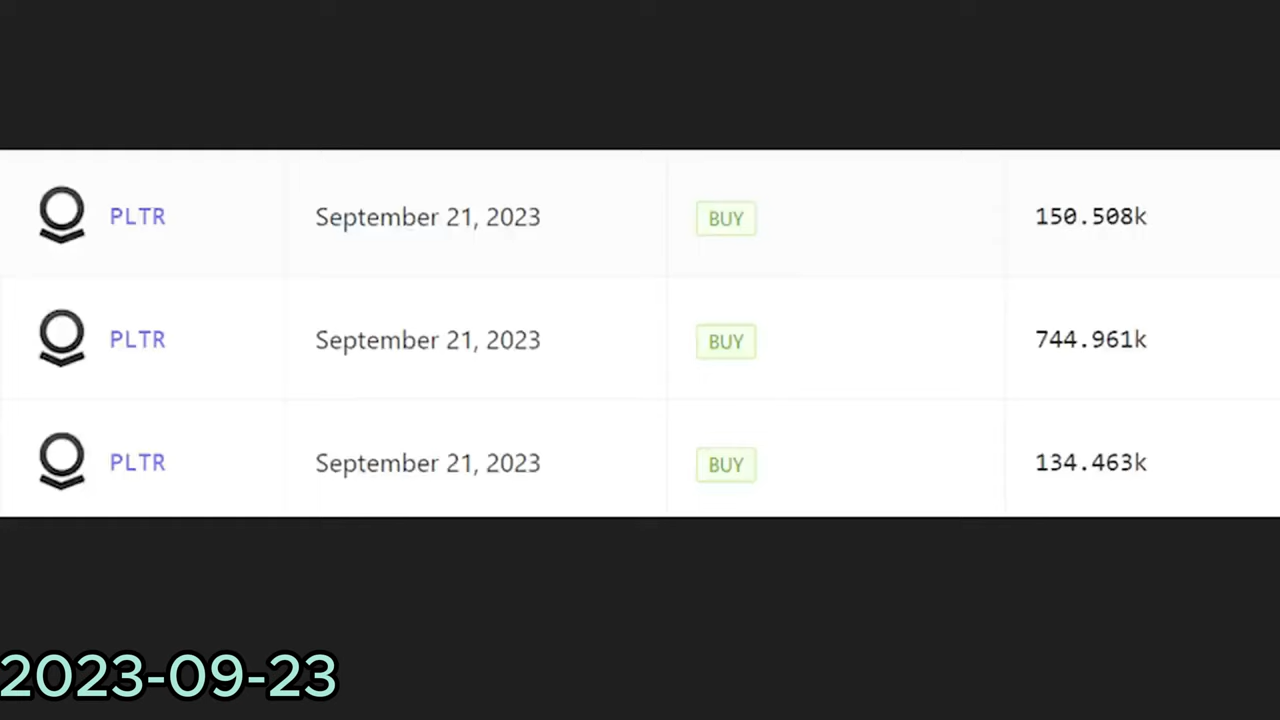 PLTR September 21, 2023 BUY 150.508k
PLTR September 21, 2023 BUY 744.961k
PLTR September 21, 2023 BUY 134.463k
2023-09-23